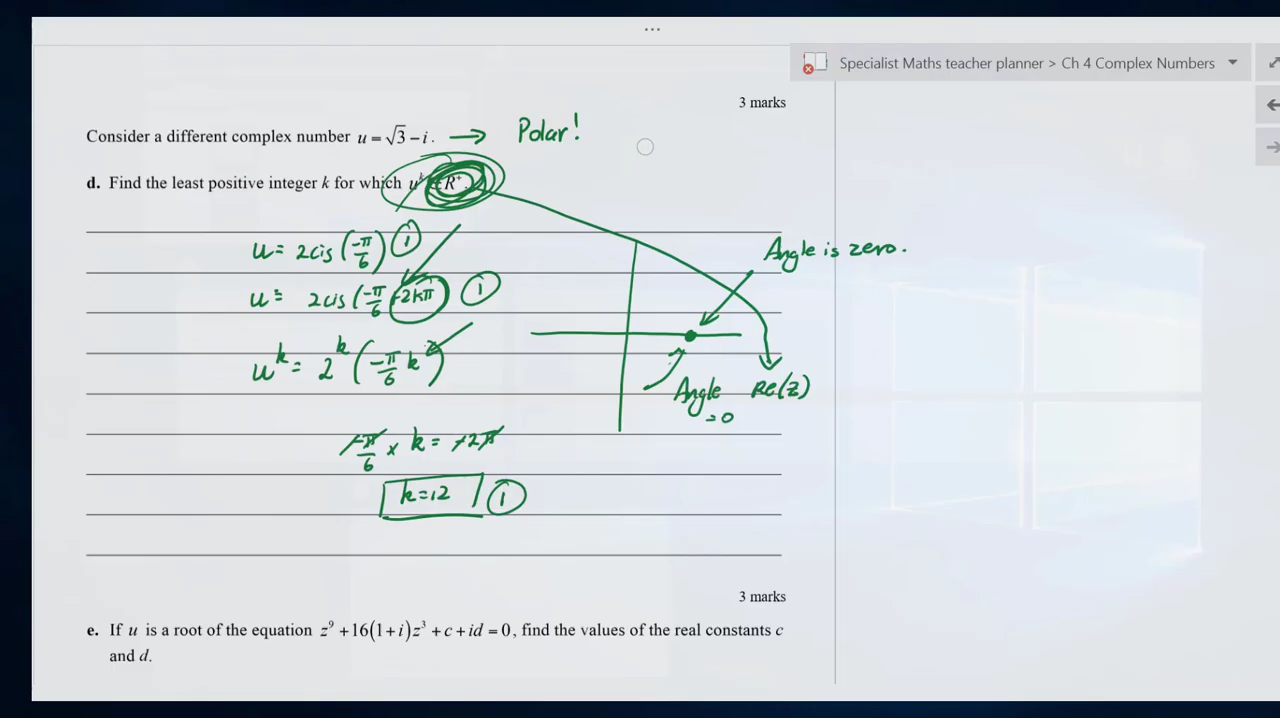 ...
Specialist Maths teacher planner > Ch 4 Complex Numbers
3 marks
Consider a different complex number u = √3 − i. → Polar!
d. Find the least positive integer k for which u^k ∈ R⁺.
u = 2cis(-π/6) ①
Angle is zero.
u = 2cis(-π/6 -2kπ) ①
u^k = 2^k(-π/6 k)
Angle = 0
Re(z)
-π/6 × k = -2π
k=12 ①
3 marks
e. If u is a root of the equation z⁹ +16(1+i)z³ +c+id = 0, find the values of the real constants c
and d.